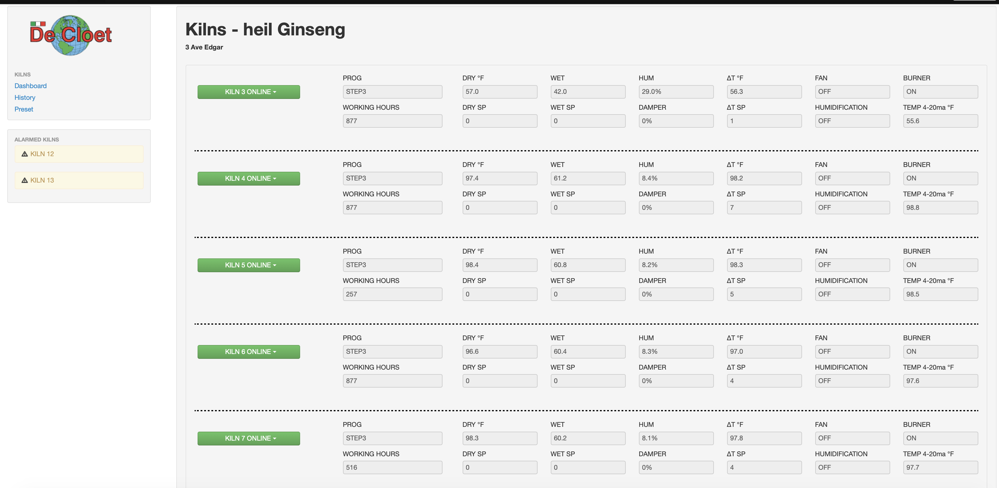 De Cloet
KILNS
Dashboard
History
Preset
ALARMED KILNS
KILN 12
KILN 13
Kilns - heil Ginseng
3 Ave Edgar
KILN 3 ONLINE
PROG DRY °F WET HUM ΔT °F FAN BURNER
STEP3 57.0 42.0 29.0% 56.3 OFF ON
WORKING HOURS DRY SP WET SP DAMPER ΔT SP HUMIDIFICATION TEMP 4-20ma °F
877 0 0 0% 1 OFF 55.6
KILN 4 ONLINE
PROG DRY °F WET HUM ΔT °F FAN BURNER
STEP3 97.4 61.2 8.4% 98.2 OFF ON
WORKING HOURS DRY SP WET SP DAMPER ΔT SP HUMIDIFICATION TEMP 4-20ma °F
877 0 0 0% 7 OFF 98.8
KILN 5 ONLINE
PROG DRY °F WET HUM ΔT °F FAN BURNER
STEP3 98.4 60.8 8.2% 98.3 OFF ON
WORKING HOURS DRY SP WET SP DAMPER ΔT SP HUMIDIFICATION TEMP 4-20ma °F
257 0 0 0% 5 OFF 98.5
KILN 6 ONLINE
PROG DRY °F WET HUM ΔT °F FAN BURNER
STEP3 96.6 60.4 8.3% 97.0 OFF ON
WORKING HOURS DRY SP WET SP DAMPER ΔT SP HUMIDIFICATION TEMP 4-20ma °F
877 0 0 0% 4 OFF 97.6
KILN 7 ONLINE
PROG DRY °F WET HUM ΔT °F FAN BURNER
STEP3 98.3 60.2 8.1% 97.8 OFF ON
WORKING HOURS DRY SP WET SP DAMPER ΔT SP HUMIDIFICATION TEMP 4-20ma °F
516 0 0 0% 4 OFF 97.7